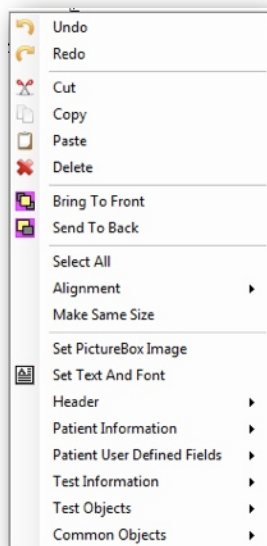 Undo
Redo
Cut
Copy
Paste
Delete
Bring To Front
Send To Back
Select All
Alignment
Make Same Size
Set PictureBox Image
Set Text And Font
Header
Patient Information
Patient User Defined Fields
Test Information
Test Objects
Common Objects